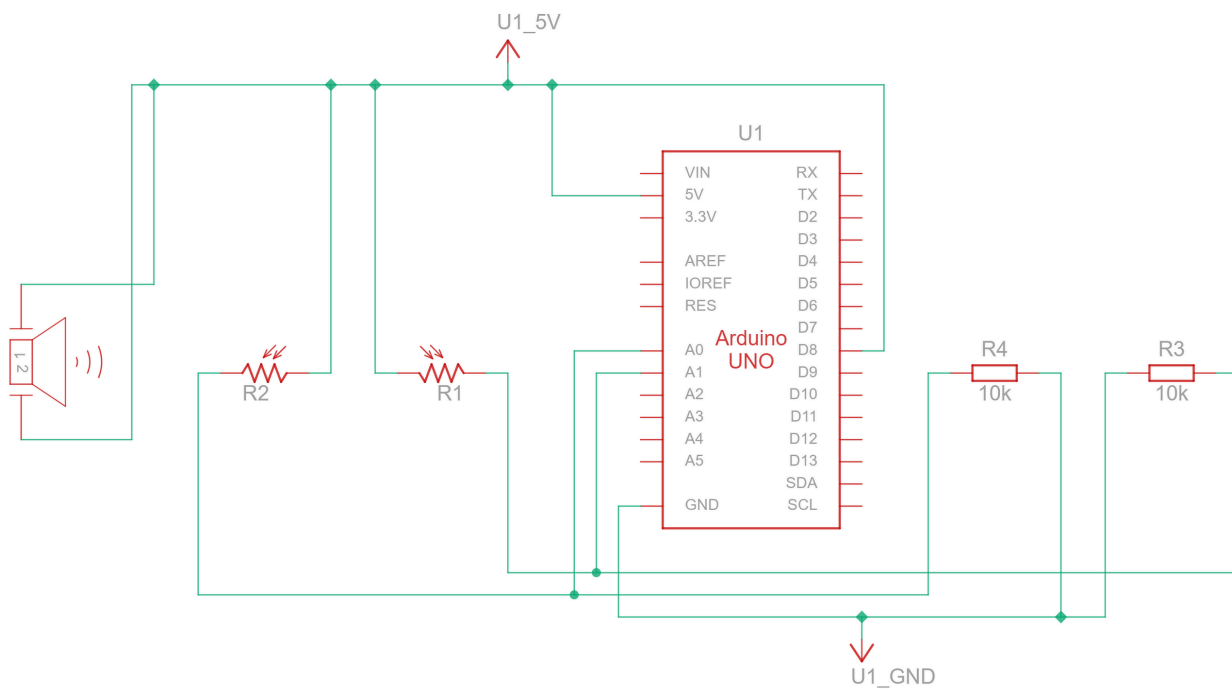 U1_5V
U1
VIN
RX
5V
TX
3.3V
D2
D3
AREF
D4
IOREF
D5
RES
D6
D7
Arduino
UNO
A0
D8
A1
D9
A2
D10
A3
D11
A4
D12
A5
D13
SDA
GND
SCL
1 2
R2
R1
R4
10k
R3
10k
U1_GND